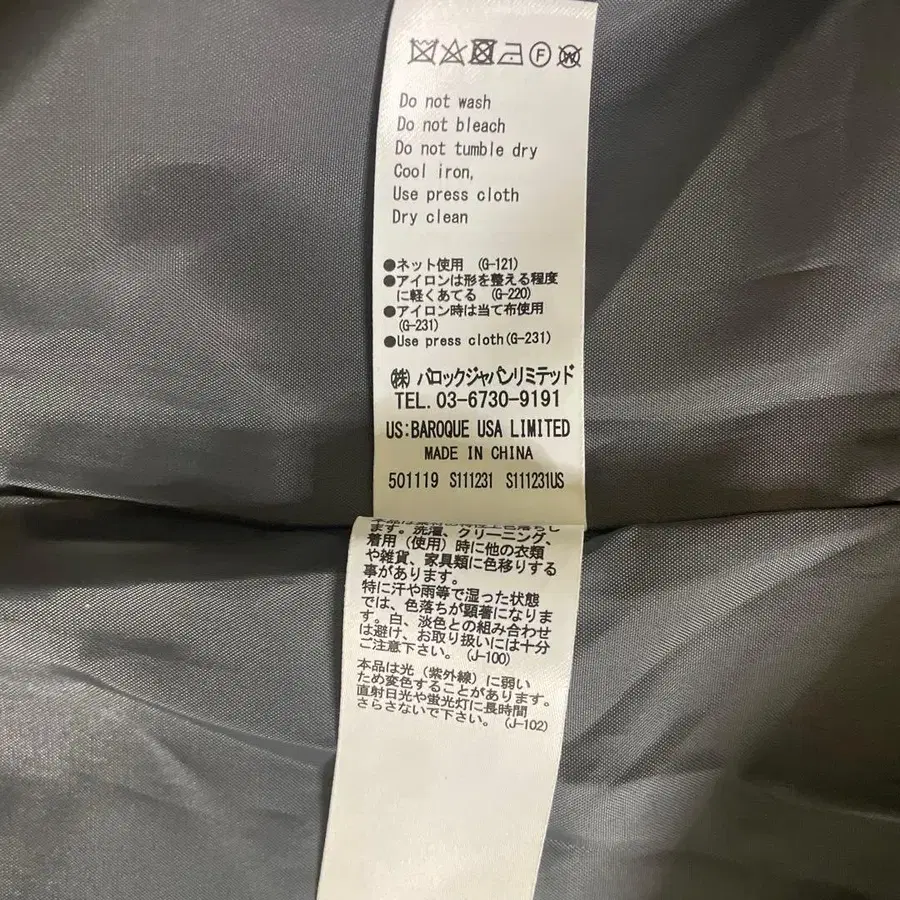 F W
Do not wash
Do not bleach
Do not tumble dry
Cool iron,
Use press cloth
Dry clean
●ネット使用 (G-121)
●アイロンは形を整える程度
に軽くあてる (G-220)
●アイロン時は当て布使用
(G-231)
●Use press cloth(G-231)
㈱ バロックジャパンリミテッド
TEL. 03-6730-9191
US:BAROQUE USA LIMITED
MADE IN CHINA
501119 S111231 S111231US
ます。洗濯、クリーニング、
着用（使用）時に他の衣類
や雑貨、家具類に色移りする
事があります。
特に汗や雨等で湿った状態
では、色落ちが顕著になりま
す。白、淡色との組み合わせ
は避け、お取り扱いには十分
ご注意下さい。(J-100)
本品は光（紫外線）に弱い
ため変色することがあります。
直射日光や蛍光灯に長時間
さらさないで下さい。(J-102)